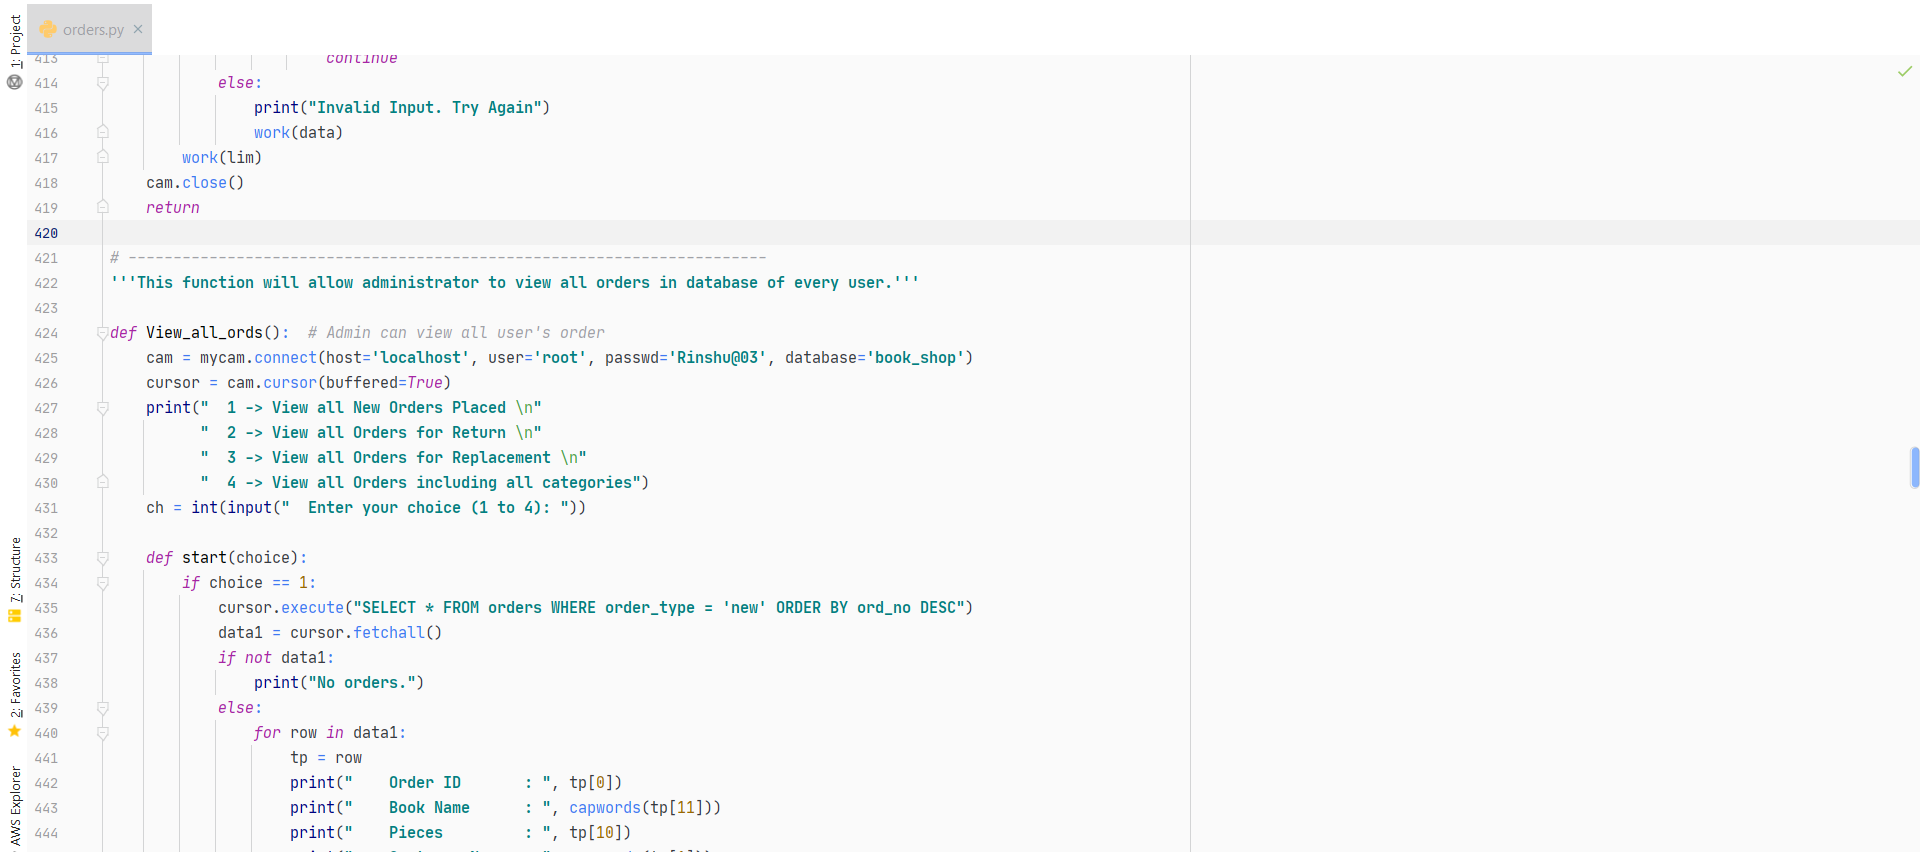 orders.py
1: Project
7: Structure
2: Favorites
AWS Explorer
413 continue
414 else:
415 print("Invalid Input. Try Again")
416 work(data)
417 work(lim)
418 cam.close()
419 return
420
421 # -----------------------------------------------------------------------
422 '''This function will allow administrator to view all orders in database of every user.'''
423
424 def View_all_ords():  # Admin can view all user's order
425 cam = mycam.connect(host='localhost', user='root', passwd='Rinshu@03', database='book_shop')
426 cursor = cam.cursor(buffered=True)
427 print("  1 -> View all New Orders Placed \n"
428 "  2 -> View all Orders for Return \n"
429 "  3 -> View all Orders for Replacement \n"
430 "  4 -> View all Orders including all categories")
431 ch = int(input("  Enter your choice (1 to 4): "))
432
433 def start(choice):
434 if choice == 1:
435 cursor.execute("SELECT * FROM orders WHERE order_type = 'new' ORDER BY ord_no DESC")
436 data1 = cursor.fetchall()
437 if not data1:
438 print("No orders.")
439 else:
440 for row in data1:
441 tp = row
442 print("    Order ID       : ", tp[0])
443 print("    Book Name      : ", capwords(tp[11]))
444 print("    Pieces         : ", tp[10])